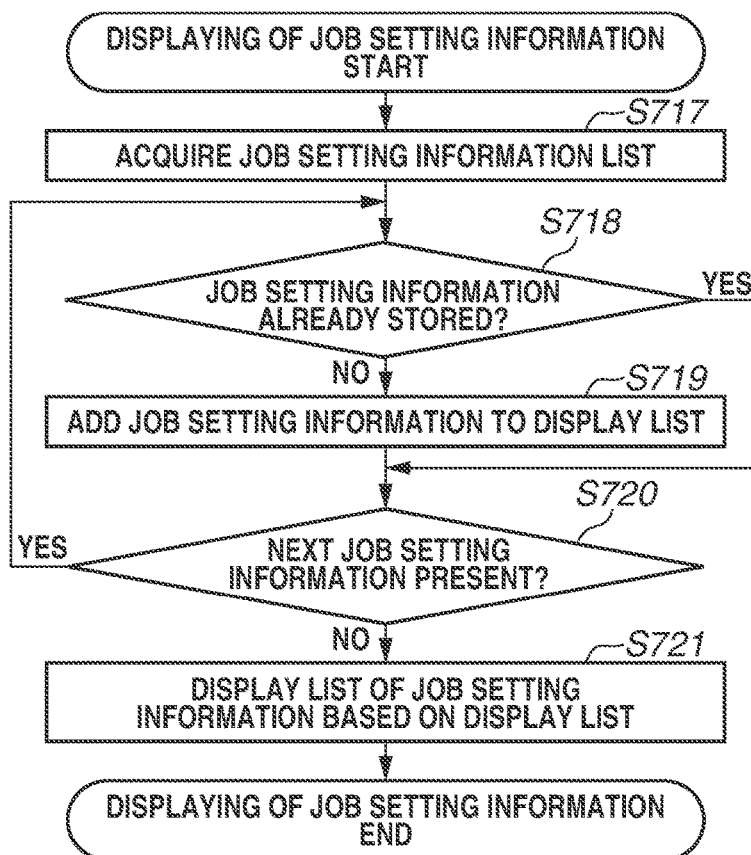 DISPLAYING OF JOB SETTING INFORMATION
START
S717
ACQUIRE JOB SETTING INFORMATION LIST
S718
JOB SETTING INFORMATION
ALREADY STORED?
YES
NO
S719
ADD JOB SETTING INFORMATION TO DISPLAY LIST
S720
YES
NEXT JOB SETTING
INFORMATION PRESENT?
NO
S721
DISPLAY LIST OF JOB SETTING
INFORMATION BASED ON DISPLAY LIST
DISPLAYING OF JOB SETTING INFORMATION
END